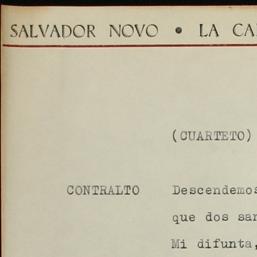 SALVADOR NOVO • LA CA
(CUARTETO)
CONTRALTO Descendemos
que dos san
Mi difunta,